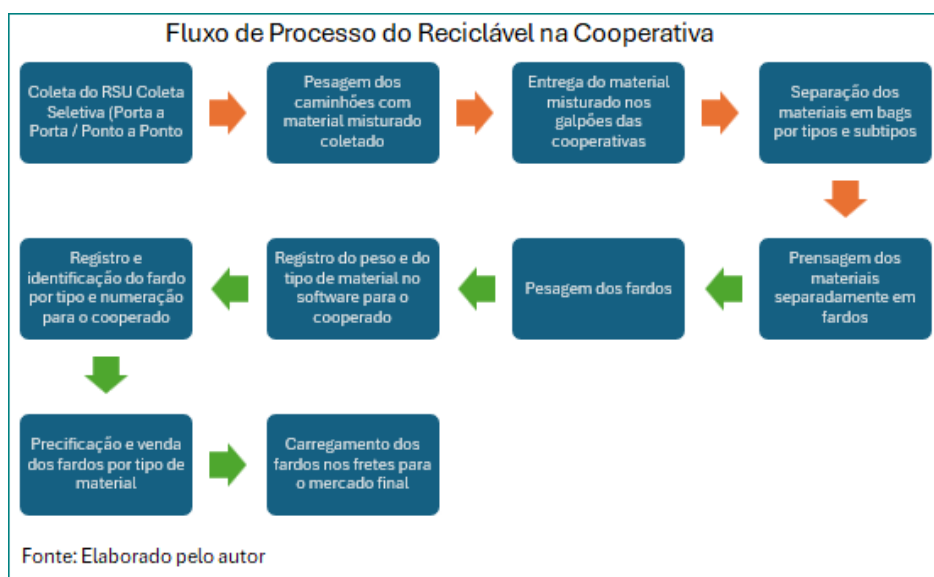 Fluxo de Processo do Reciclável na Cooperativa
Coleta do RSU Coleta
Seletiva (Porta a
Porta / Ponto a Ponto
Pesagem dos
caminhões com
material misturado
coletado
Entrega do material
misturado nos
galpões das
cooperativas
Separação dos
materiais em bags
por tipos e subtipos
Prensagem dos
materiais
separadamente em
fardos
Pesagem dos fardos
Registro do peso e do
tipo de material no
software para o
cooperado
Registro e
identificação do fardo
por tipo e numeração
para o cooperado
Precificação e venda
dos fardos por tipo de
material
Carregamento dos
fardos nos fretes para
o mercado final
Fonte: Elaborado pelo autor